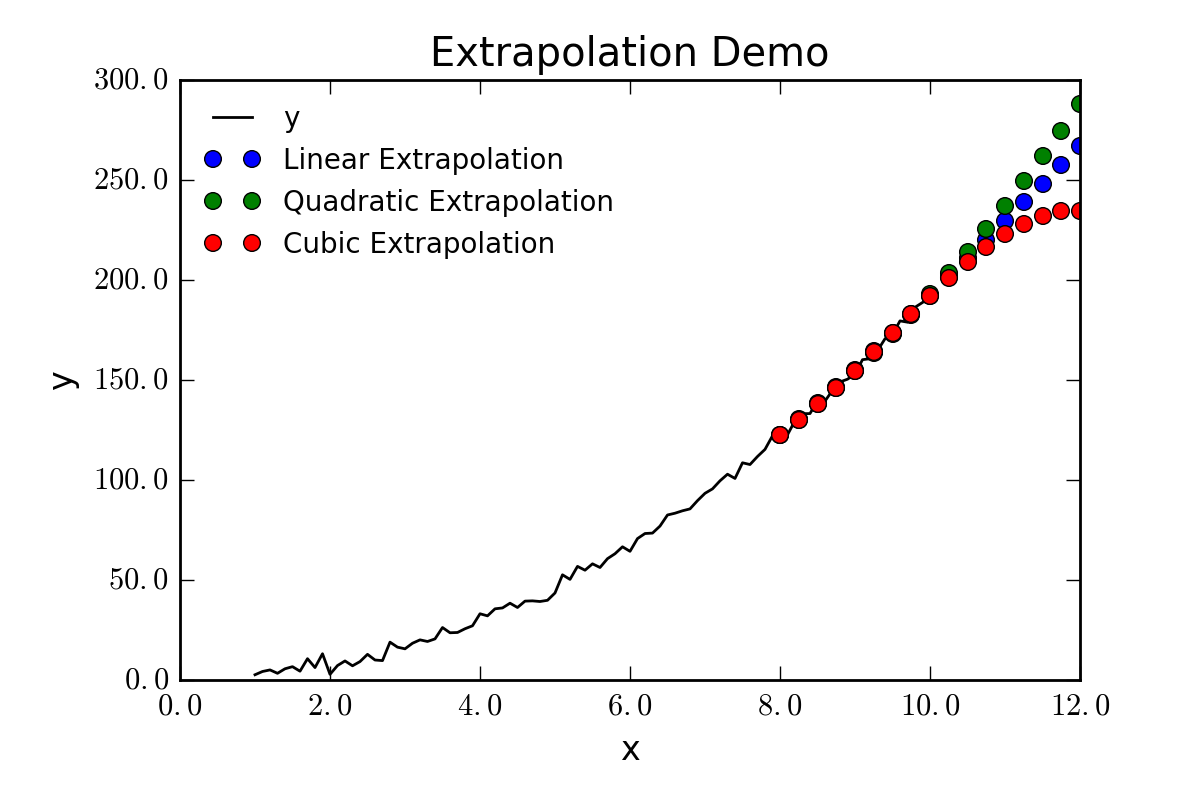 Extrapolation Demo
300.0
250.0
200.0
150.0
100.0
50.0
0.0
y
y
Linear Extrapolation
Quadratic Extrapolation
Cubic Extrapolation
0.0 2.0 4.0 6.0 8.0 10.0 12.0
x